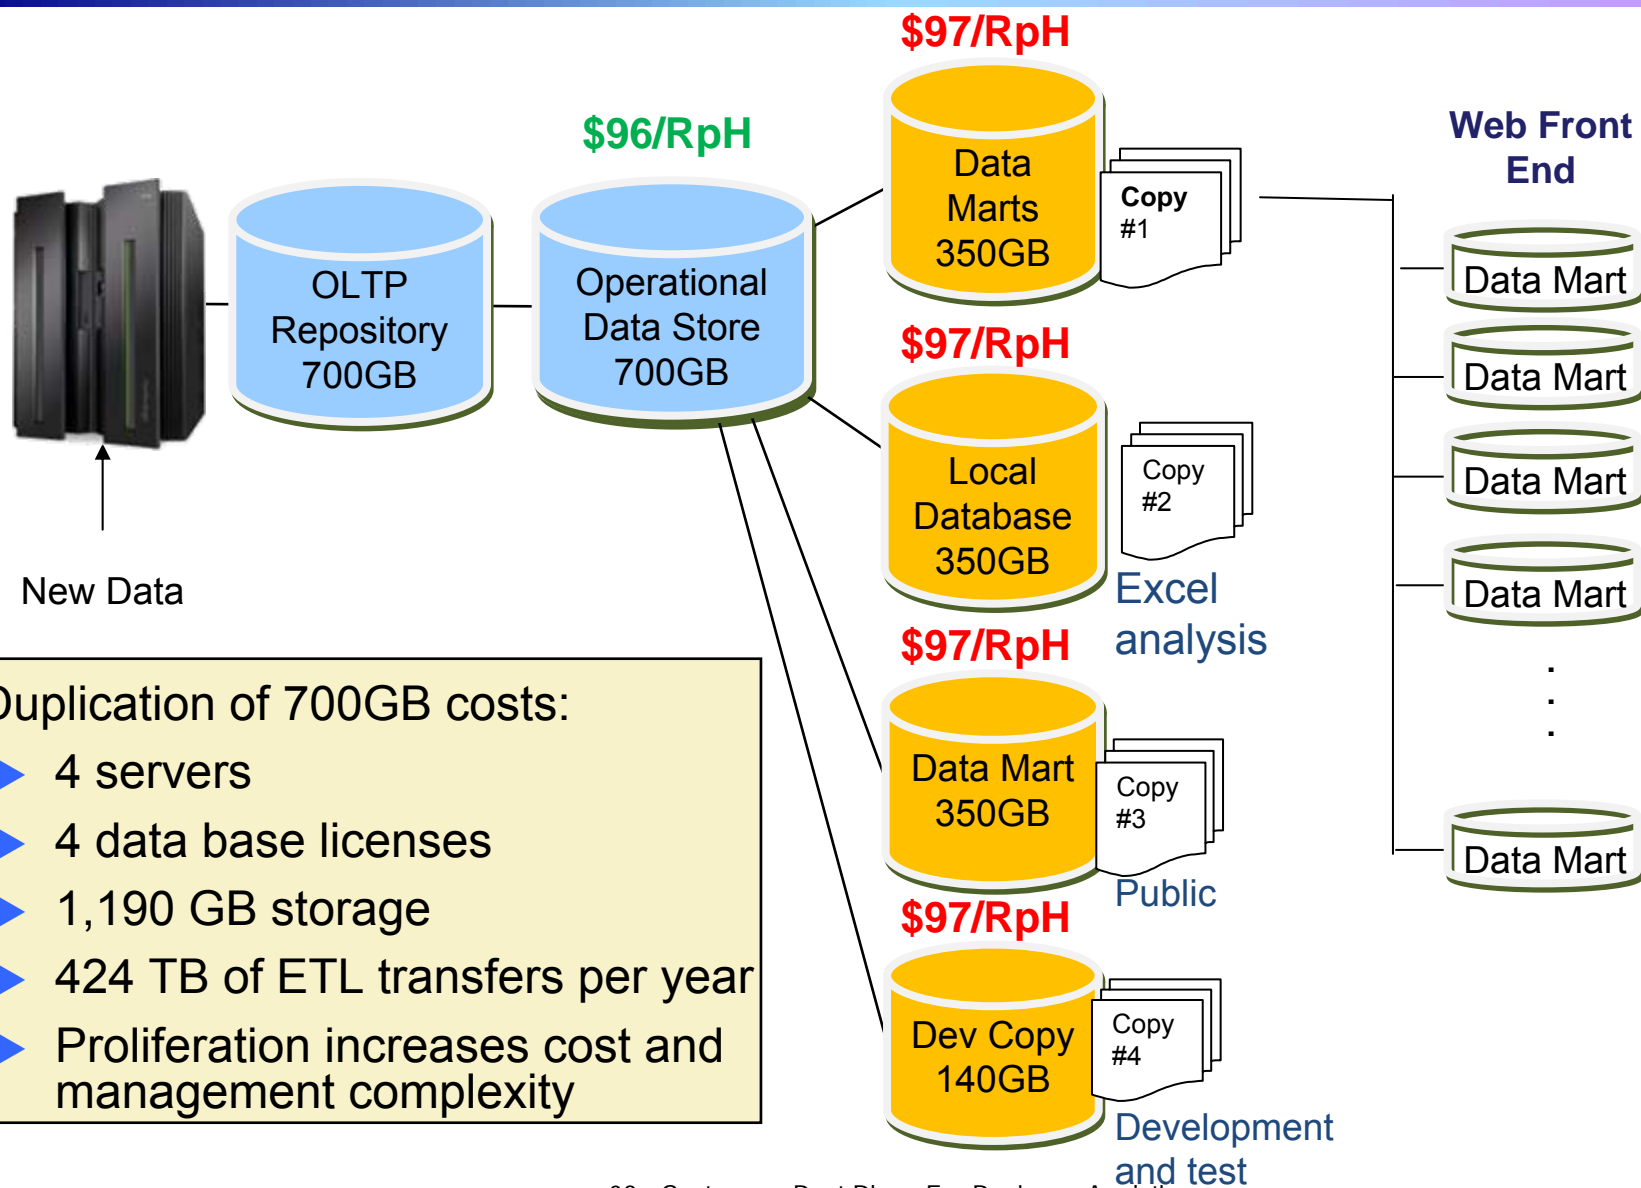 $97/RpH
$96/RpH
Web Front
End
Data
Marts
350GB
Copy
#1
OLTP
Repository
700GB
Operational
Data Store
700GB
Data Mart
$97/RpH
Data Mart
Local
Database
350GB
Copy
#2
Data Mart
Excel
analysis
Data Mart
New Data
$97/RpH
.
.
.
Data Mart
350GB
Copy
#3
Public
Data Mart
$97/RpH
Dev Copy
140GB
Copy
#4
Development
and test
Duplication of 700GB costs:
4 servers
4 data base licenses
1,190 GB storage
424 TB of ETL transfers per year
Proliferation increases cost and
management complexity